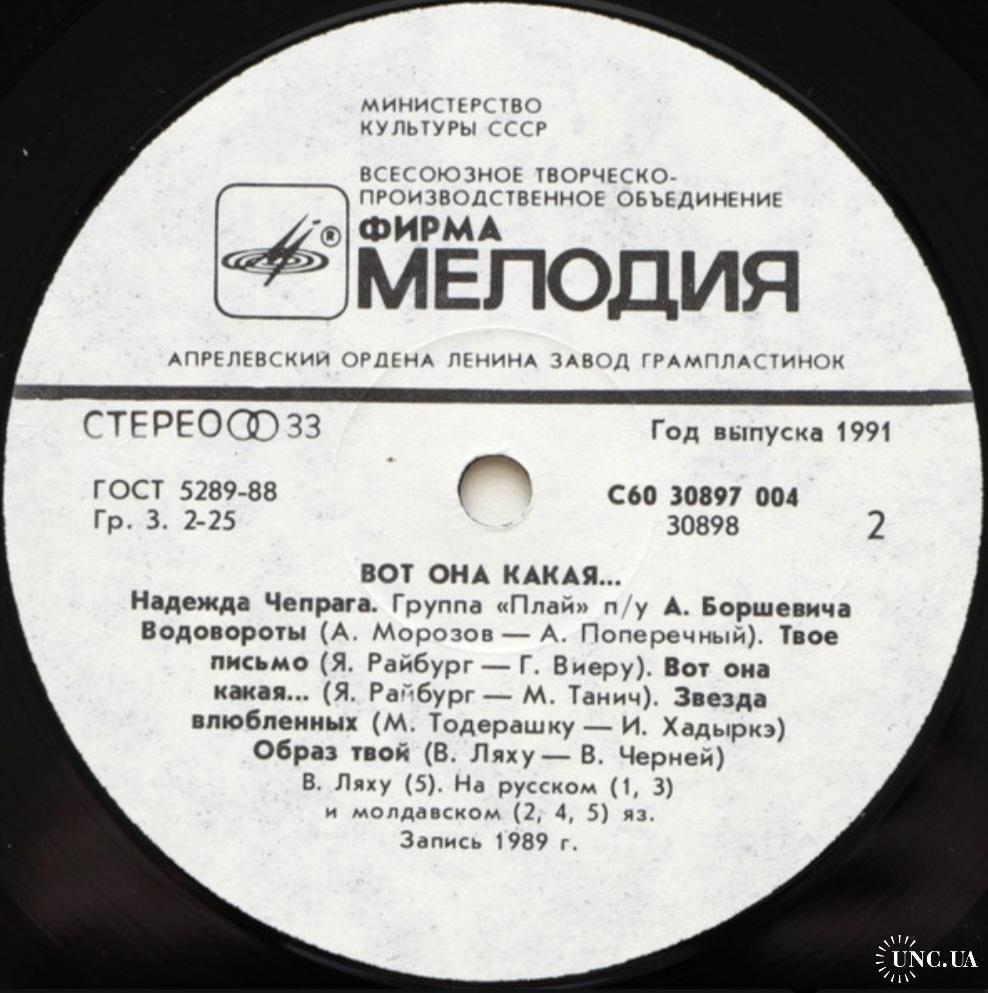 МИНИСТЕРСТВО
КУЛЬТУРЫ СССР
ВСЕСОЮЗНОЕ ТВОРЧЕСКО-
ПРОИЗВОДСТВЕННОЕ ОБЪЕДИНЕНИЕ
ФИРМА
®
МЕЛОДИЯ
АПРЕЛЕВСКИЙ ОРДЕНА ЛЕНИНА ЗАВОД ГРАМПЛАСТИНОК
СТЕРЕО 33
Год выпуска 1991
ГОСТ 5289-88
Гр. 3. 2-25
С60 30897 004
30898
2
ВОТ ОНА КАКАЯ...
Надежда Чепрага. Группа «Плай» п/у А. Боршевича
Водовороты (А. Морозов — А. Поперечный). Твое
письмо (Я. Райбург — Г. Виеру). Вот она
какая... (Я. Райбург — М. Танич). Звезда
влюбленных (М. Тодерашку — И. Хадыркэ)
Образ твой (В. Ляху — В. Черней)
В. Ляху (5). На русском (1, 3)
и молдавском (2, 4, 5) яз.
Запись 1989 г.
UNC.UA